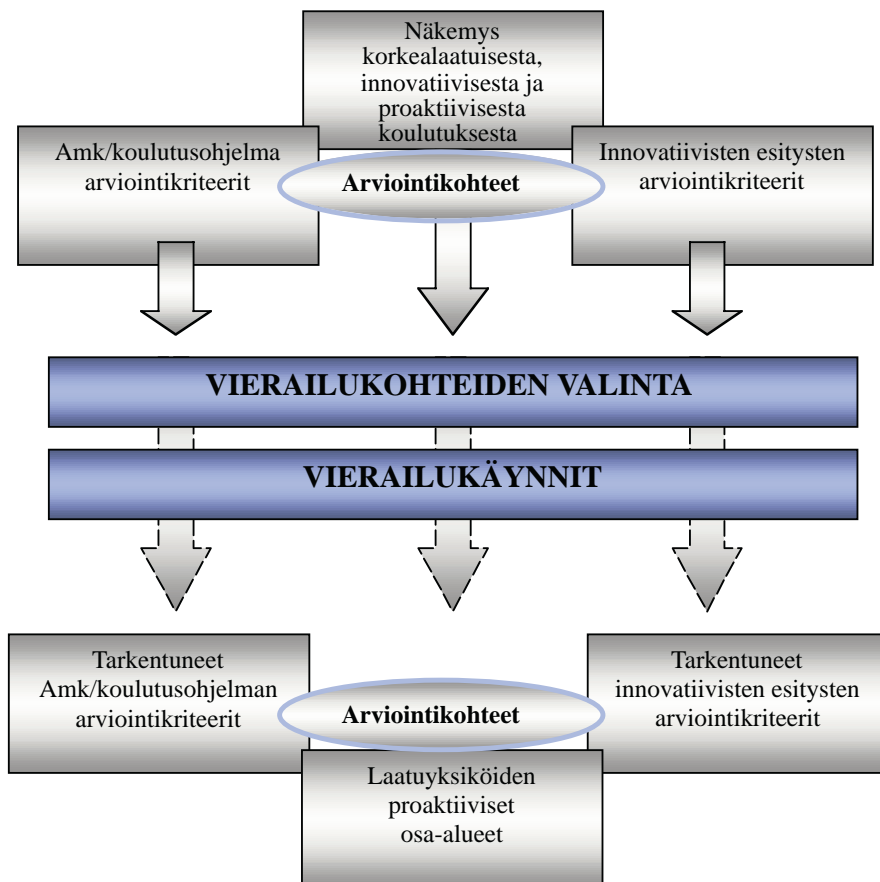 Näkemys
korkealaatuisesta,
innovatiivisesta ja
proaktiivisesta
koulutuksesta
Amk/koulutusohjelma
arviointikriteerit
Arviointikohteet
Innovatiivisten esitysten
arviointikriteerit
VIERAILUKOHTEIDEN VALINTA
VIERAILUKÄYNNIT
Tarkentuneet
Amk/koulutusohjelman
arviointikriteerit
Arviointikohteet
Tarkentuneet
innovatiivisten esitysten
arviointikriteerit
Laatuyksiköiden
proaktiiviset
osa-alueet